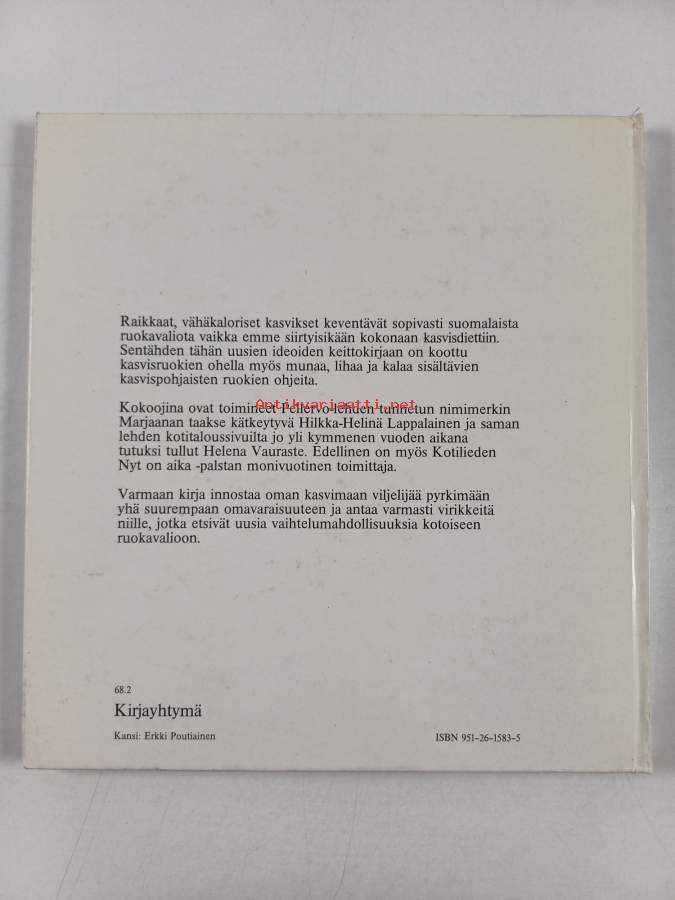 Raikkaat, vähäkaloriset kasvikset keventävät sopivasti suomalaista
ruokavaliota vaikka emme siirtyisikään kokonaan kasvisdiettiin.
Sentähden tähän uusien ideoiden keittokirjaan on koottu
kasvisruokien ohella myös munaa, lihaa ja kalaa sisältävien
kasvispohjaisten ruokien ohjeita.
Antikvariaatti.net
Kokoojina ovat toimineet Pellervo-lehden tunnetun nimimerkin
Marjaanan taakse kätkeytyvä Hilkka-Helinä Lappalainen ja saman
lehden kotitaloussivuilta jo yli kymmenen vuoden aikana
tutuksi tullut Helena Vauraste. Edellinen on myös Kotilieden
Nyt on aika -palstan monivuotinen toimittaja.
Varmaan kirja innostaa oman kasvimaan viljelijää pyrkimään
yhä suurempaan omavaraisuuteen ja antaa varmasti virikkeitä
niille, jotka etsivät uusia vaihtelumahdollisuuksia kotoiseen
ruokavalioon.
68.2
Kirjayhtymä
Kansi: Erkki Poutiainen
ISBN 951-26-1583-5